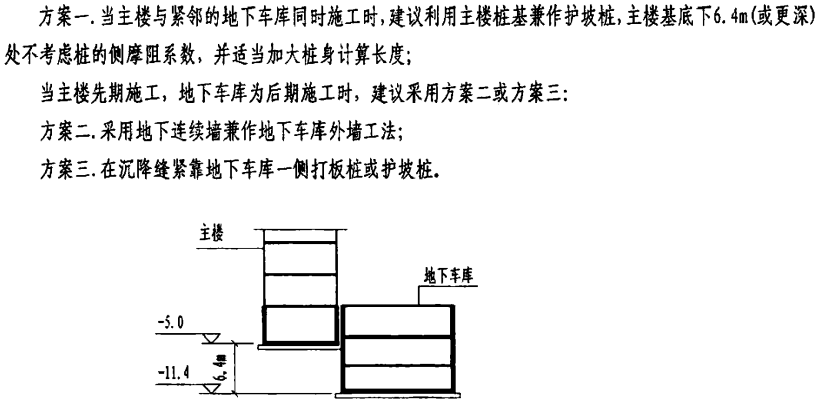 方案一.当主楼与紧邻的地下车库同时施工时,建议利用主楼桩基兼作护坡桩,主楼基底下6.4m(或更深)
处不考虑桩的侧摩阻系数，并适当加大桩身计算长度;
当主楼先期施工，地下车库为后期施工时，建议采用方案二或方案三:
方案二.采用地下连续墙兼作地下车库外墙工法;
方案三.在沉降缝紧靠地下车库一侧打板桩或护坡桩。
主楼
地下车库
-5.0
6.4m
-11.4